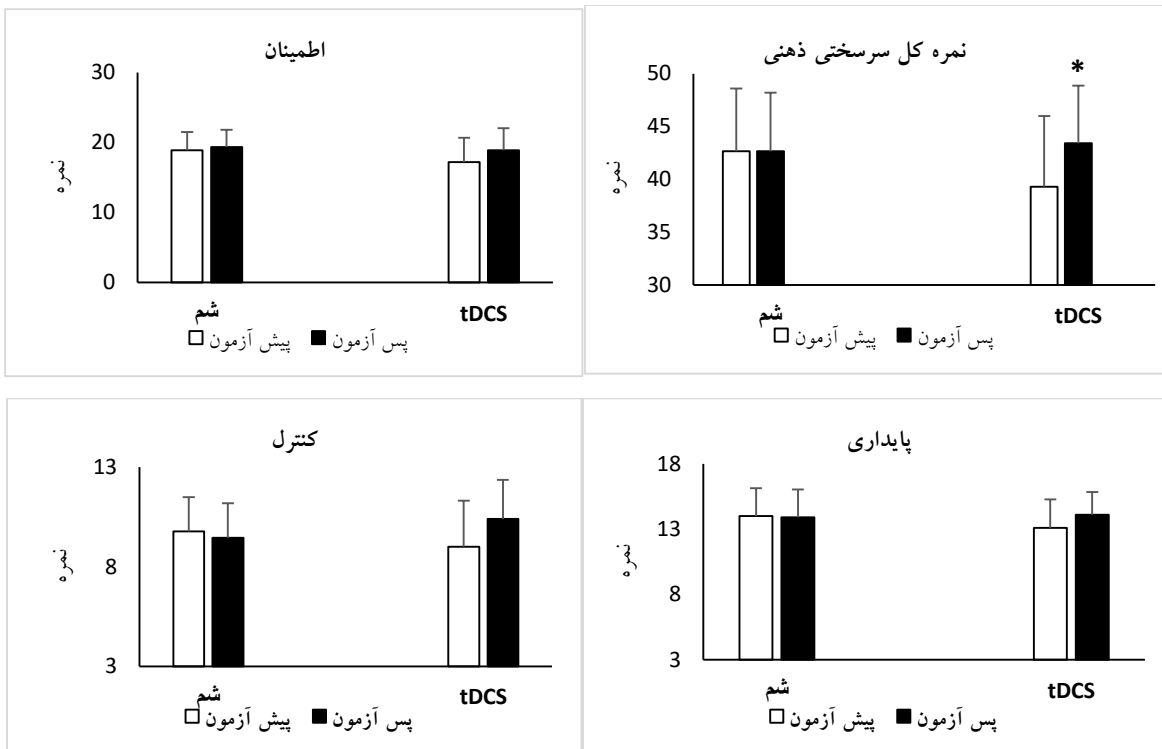 نمره کل سرسختی ذهنی
*
50
45
40
35
30
نمره
شم
tDCS
پیش آزمون
پس آزمون
اطمینان
30
20
10
0
نمره
شم
tDCS
پیش آزمون
پس آزمون
پایداری
18
13
8
3
نمره
شم
tDCS
پیش آزمون
پس آزمون
کنترل
13
8
3
نمره
شم
tDCS
پیش آزمون
پس آزمون